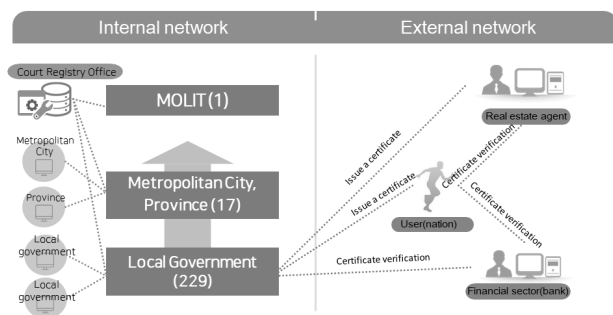 Internal network
External network
Court Registry Office
MOLIT(1)
Metropolitan
City
Metropolitan City,
Province (17)
Province
Local
government
Local Government
(229)
Local
government
Real estate agent
Issue a certificate
Certificate verification
Issue a certificate
User(nation)
Certificate verification
Certificate verification
Financial sector(bank)